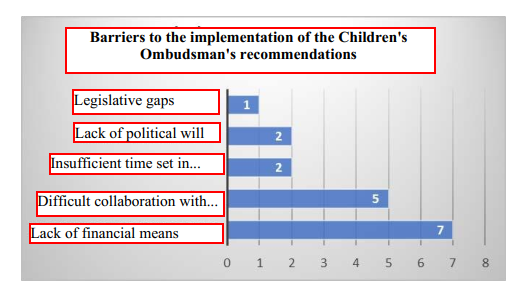 Barriers to the implementation of the Children's
Ombudsman's recommendations
Legislative gaps
1
Lack of political will
2
Insufficient time set in...
2
Difficult collaboration with...
5
Lack of financial means
7
0 1 2 3 4 5 6 7 8